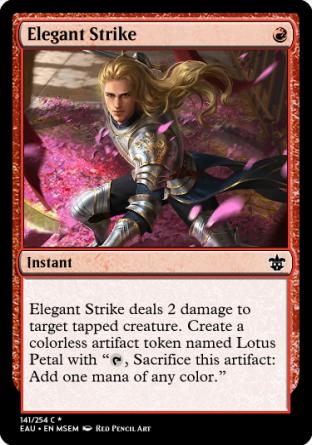 Elegant Strike
Instant
Elegant Strike deals 2 damage to
target tapped creature. Create a
colorless artifact token named Lotus
Petal with “, Sacrifice this artifact:
Add one mana of any color.”
141/254 C *
EAU • EN MSEM Red Pencil Art